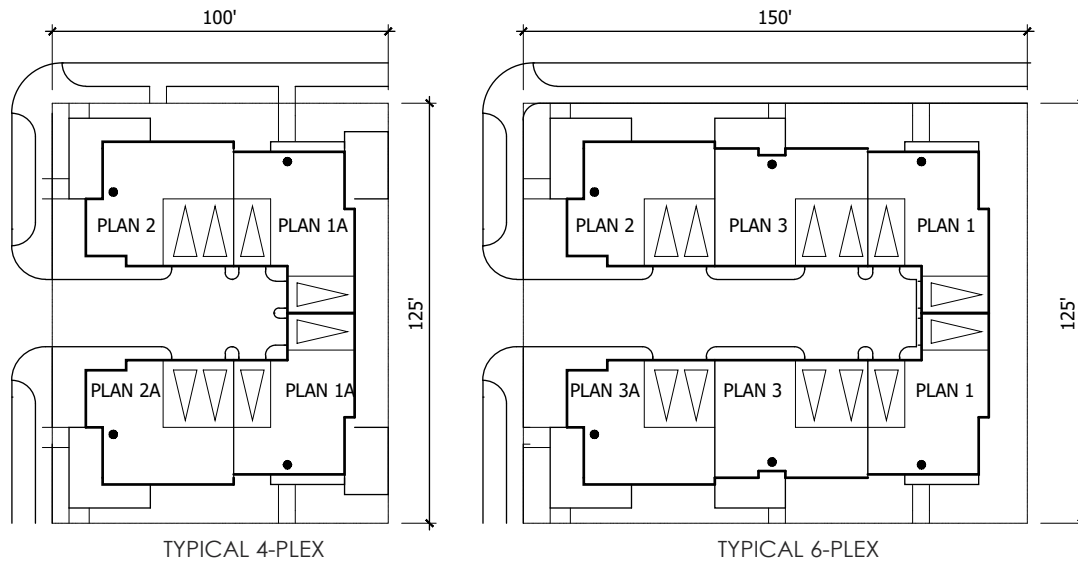 100'
150'
PLAN 2
PLAN 1A
PLAN 2
PLAN 3
PLAN 1
125'
125'
PLAN 2A
PLAN 1A
PLAN 3A
PLAN 3
PLAN 1
TYPICAL 4-PLEX
TYPICAL 6-PLEX